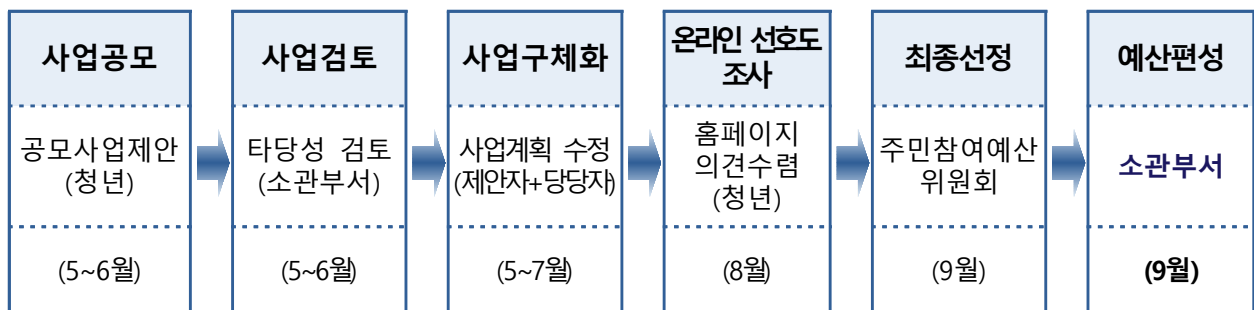 사업공모
공모사업제안
(청년)
(5~6월)
사업검토
타당성 검토
(소관부서)
(5~6월)
사업구체화
사업계획 수정
(제안자+당당자)
(5~7월)
온라인 선호도
조사
홈페이지
의견수렴
(청년)
(8월)
최종선정
주민참여예산
위원회
(9월)
예산편성
소관부서
(9월)